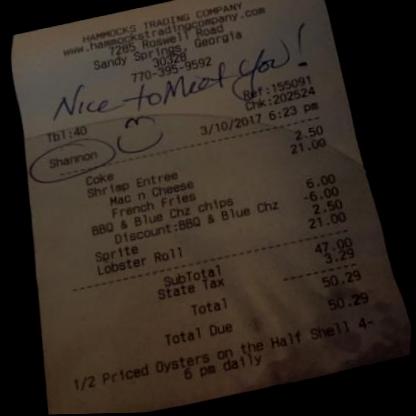 HAMMOCKS TRADING COMPANY
www.hammockstradingcompany.com
7285 Roswell Road
Sandy Springs, Georgia
30328
770-395-9592
Nice to Meet You!
Ref:155091
Tbl:40 Chk:202524
Shannon 3/10/2017 6:23 pm
Coke 2.50
Shrimp Entree 21.00
Mac n Cheese
French Fries
BBQ & Blue Chz chips 6.00
Discount:BBQ & Blue Chz -6.00
Sprite 2.50
Lobster Roll 21.00
SubTotal 47.00
State Tax 3.29
Total 50.29
Total Due 50.29
1/2 Priced Oysters on the Half Shell 4-
6 pm daily